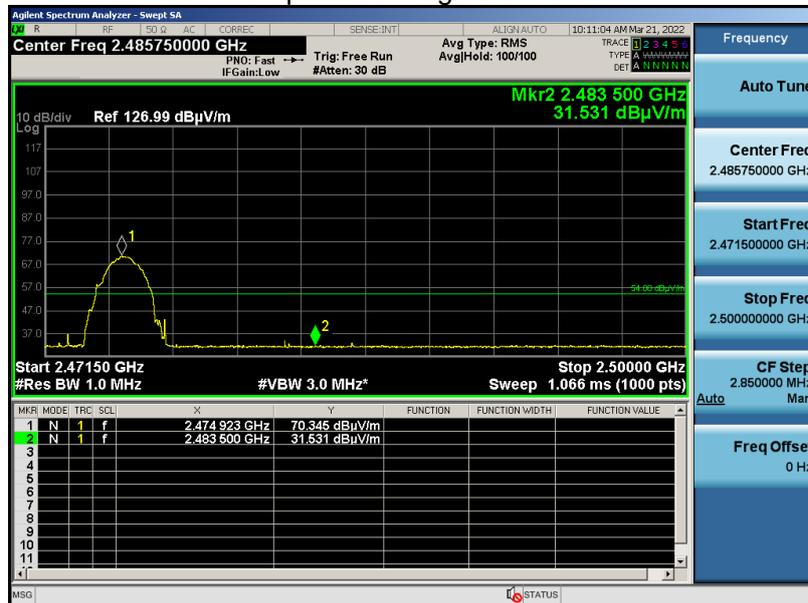 Agilent Spectrum Analyzer - Swept SA
LXI R RF 50 Ω AC CORREC SENSE:INT ALIGN AUTO 10:11:04 AM Mar 21, 2022
Center Freq 2.485750000 GHz
PNO: Fast
IFGain:Low
Trig: Free Run
#Atten: 30 dB
Avg Type: RMS
Avg|Hold: 100/100
TRACE 1 2 3 4 5 6
TYPE A
DET A N N N N N
Mkr2 2.483 500 GHz
31.531 dBµV/m
10 dB/div Ref 126.99 dBµV/m
Log
117
107
97.0
87.0
77.0
67.0
57.0
47.0
37.0
1
54.00 dBµV/m
2
Start 2.47150 GHz Stop 2.50000 GHz
#Res BW 1.0 MHz #VBW 3.0 MHz* Sweep 1.066 ms (1000 pts)
MKR MODE TRC SCL X Y FUNCTION FUNCTION WIDTH FUNCTION VALUE
1 N 1 f 2.474 923 GHz 70.345 dBµV/m
2 N 1 f 2.483 500 GHz 31.531 dBµV/m
3
4
5
6
7
8
9
10
11
MSG STATUS
Frequency
Auto Tune
Center Freq
2.485750000 GHz
Start Freq
2.471500000 GHz
Stop Freq
2.500000000 GHz
CF Step
2.850000 MHz
Auto Man
Freq Offset
0 Hz